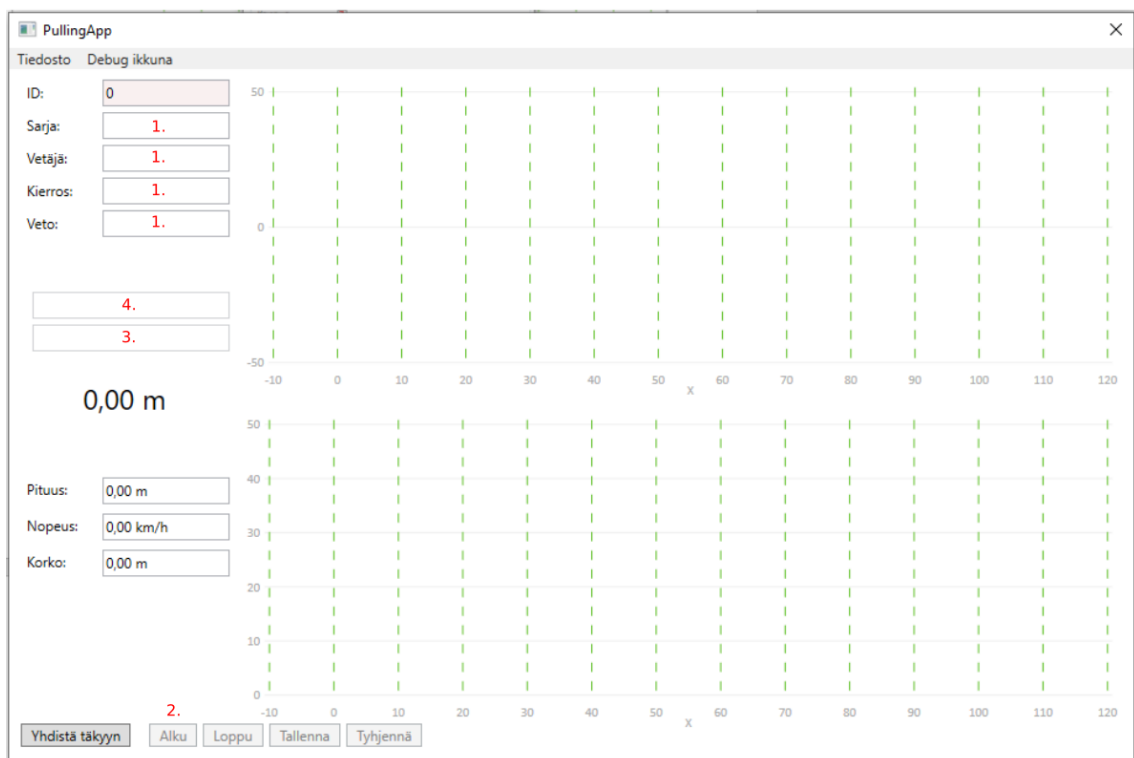 PullingApp
Tiedosto Debug ikkuna
ID: 0
Sarja: 1.
Vetäjä: 1.
Kierros: 1.
Veto: 1.
4.
3.
0,00 m
Pituus: 0,00 m
Nopeus: 0,00 km/h
Korko: 0,00 m
2.
Yhdistä täkyyn Alku Loppu Tallenna Tyhjennä
50
0
-50
-10 0 10 20 30 40 50 60 70 80 90 100 110 120
X
50
40
30
20
10
0
-10 0 10 20 30 40 50 60 70 80 90 100 110 120
X